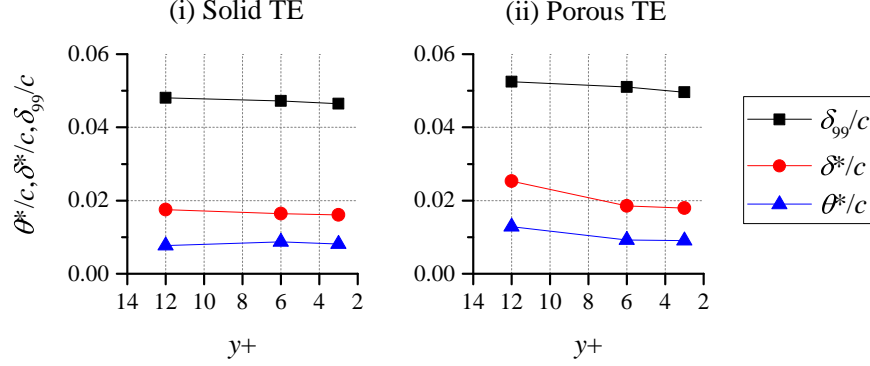 (i) Solid TE
(ii) Porous TE
θ*/c,δ*/c,δ99/c
0.06
0.04
0.02
0.00
14 12 10 8 6 4 2
y+
0.06
0.04
0.02
0.00
14 12 10 8 6 4 2
y+
δ99/c
δ*/c
θ*/c